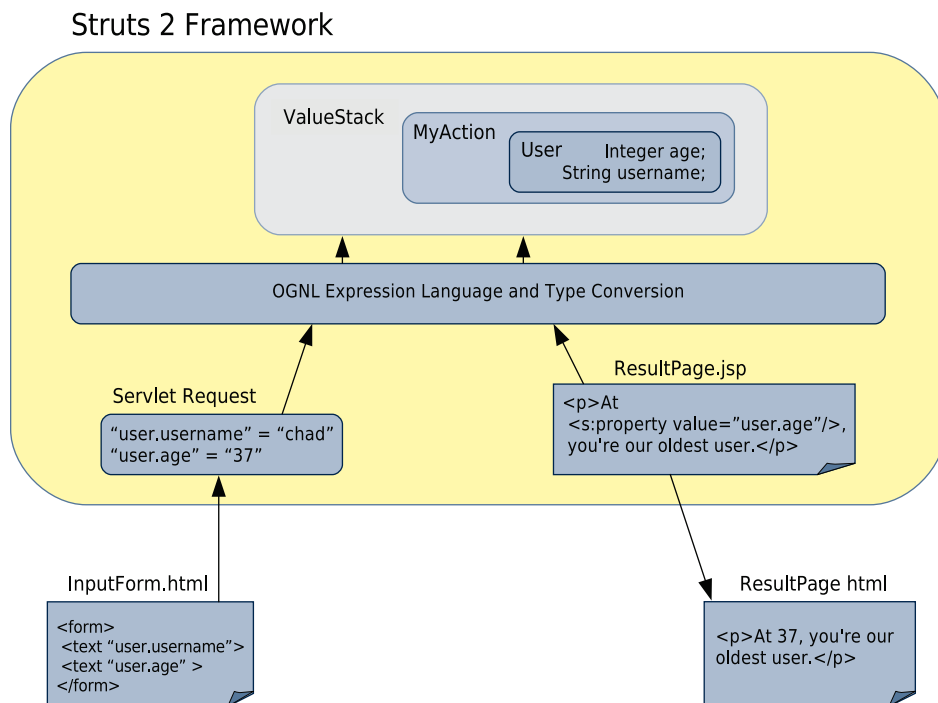 Struts 2 Framework
ValueStack
MyAction
User Integer age;
String username;
OGNL Expression Language and Type Conversion
Servlet Request
“user.username” = “chad”
“user.age” = “37”
ResultPage.jsp
<p>At
<s:property value=”user.age”/>,
you're our oldest user.</p>
InputForm.html
<form>
<text “user.username”>
<text “user.age” >
</form>
ResultPage html
<p>At 37, you're our
oldest user.</p>